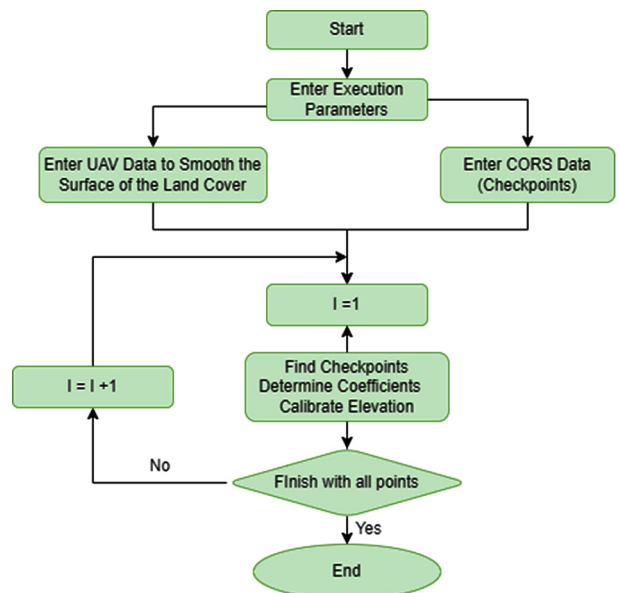 Start
Enter Execution
Parameters
Enter UAV Data to Smooth the
Surface of the Land Cover
Enter CORS Data
(Checkpoints)
I =1
Find Checkpoints
Determine Coefficients
Calibrate Elevation
I = I +1
No
FInish with all points
Yes
End